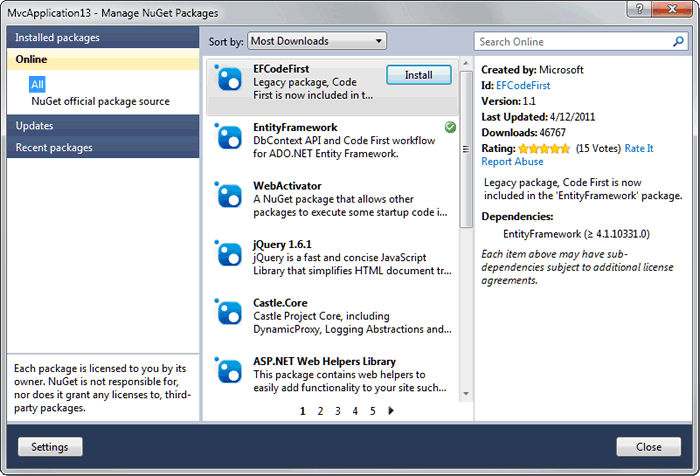 MvcApplication13 - Manage NuGet Packages
Installed packages
Online
All
NuGet official package source
Updates
Recent packages
Each package is licensed to you by its
owner. NuGet is not responsible for,
nor does it grant any licenses to, third-
party packages.
Sort by: Most Downloads
EFCodeFirst
Legacy package, Code
First is now included in t...
Install
EntityFramework
DbContext API and Code First workflow
for ADO.NET Entity Framework.
WebActivator
A NuGet package that allows other
packages to execute some startup code i...
jQuery 1.6.1
jQuery is a fast and concise JavaScript
Library that simplifies HTML document tr...
Castle.Core
Castle Project Core, including
DynamicProxy, Logging Abstractions and...
ASP.NET Web Helpers Library
This package contains web helpers to
easily add functionality to your site such...
1 2 3 4 5
Search Online
Created by: Microsoft
Id: EFCodeFirst
Version: 1.1
Last Updated: 4/12/2011
Downloads: 46767
Rating: (15 Votes) Rate It
Report Abuse
Legacy package, Code First is now
included in the 'EntityFramework' package.
Dependencies:
EntityFramework (≥ 4.1.10331.0)
Each item above may have sub-
dependencies subject to additional license
agreements.
Settings
Close